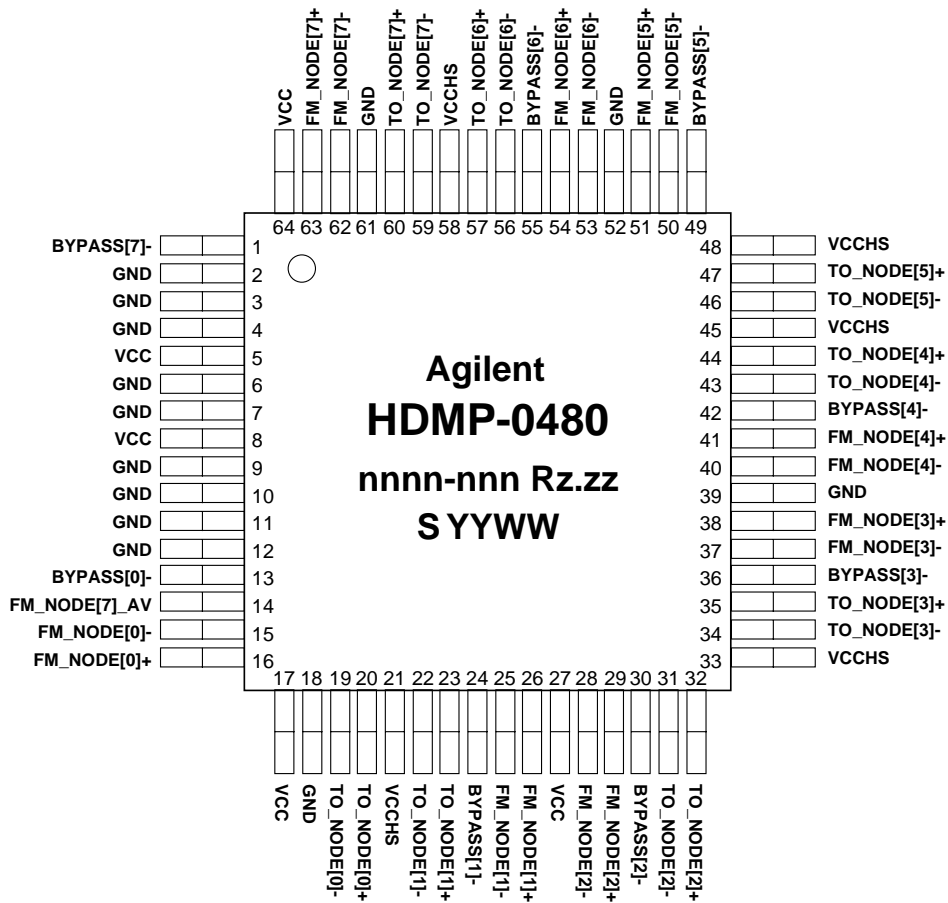 VCC
FM_NODE[7]+
FM_NODE[7]-
GND
TO_NODE[7]+
TO_NODE[7]-
VCCHS
TO_NODE[6]+
TO_NODE[6]-
BYPASS[6]-
FM_NODE[6]+
FM_NODE[6]-
GND
FM_NODE[5]+
FM_NODE[5]-
BYPASS[5]-
64 63 62 61 60 59 58 57 56 55 54 53 52 51 50 49
BYPASS[7]- 1
GND 2
GND 3
GND 4
VCC 5
GND 6
GND 7
VCC 8
GND 9
GND 10
GND 11
GND 12
BYPASS[0]- 13
FM_NODE[7]_AV 14
FM_NODE[0]- 15
FM_NODE[0]+ 16
Agilent
HDMP-0480
nnnn-nnn Rz.zz
S YYWW
48 VCCHS
47 TO_NODE[5]+
46 TO_NODE[5]-
45 VCCHS
44 TO_NODE[4]+
43 TO_NODE[4]-
42 BYPASS[4]-
41 FM_NODE[4]+
40 FM_NODE[4]-
39 GND
38 FM_NODE[3]+
37 FM_NODE[3]-
36 BYPASS[3]-
35 TO_NODE[3]+
34 TO_NODE[3]-
33 VCCHS
17 18 19 20 21 22 23 24 25 26 27 28 29 30 31 32
VCC
GND
TO_NODE[0]-
TO_NODE[0]+
VCCHS
TO_NODE[1]-
TO_NODE[1]+
BYPASS[1]-
FM_NODE[1]-
FM_NODE[1]+
VCC
FM_NODE[2]-
FM_NODE[2]+
BYPASS[2]-
TO_NODE[2]-
TO_NODE[2]+